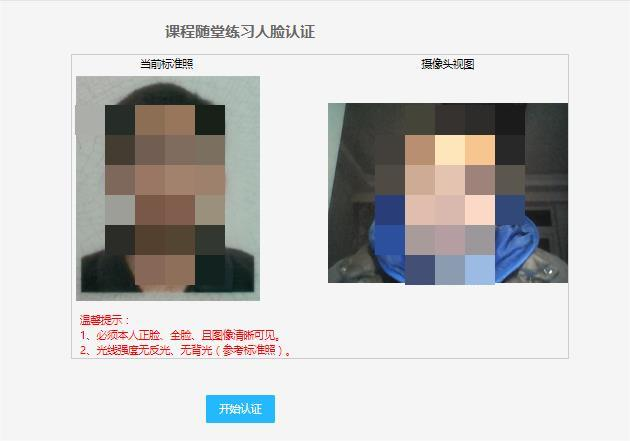 课程随堂练习人脸认证
当前标准照
摄像头视图
温馨提示：
1、必须本人正脸、全脸、且图像清晰可见。
2、光线强度无反光、无背光（参考标准照）。
开始认证